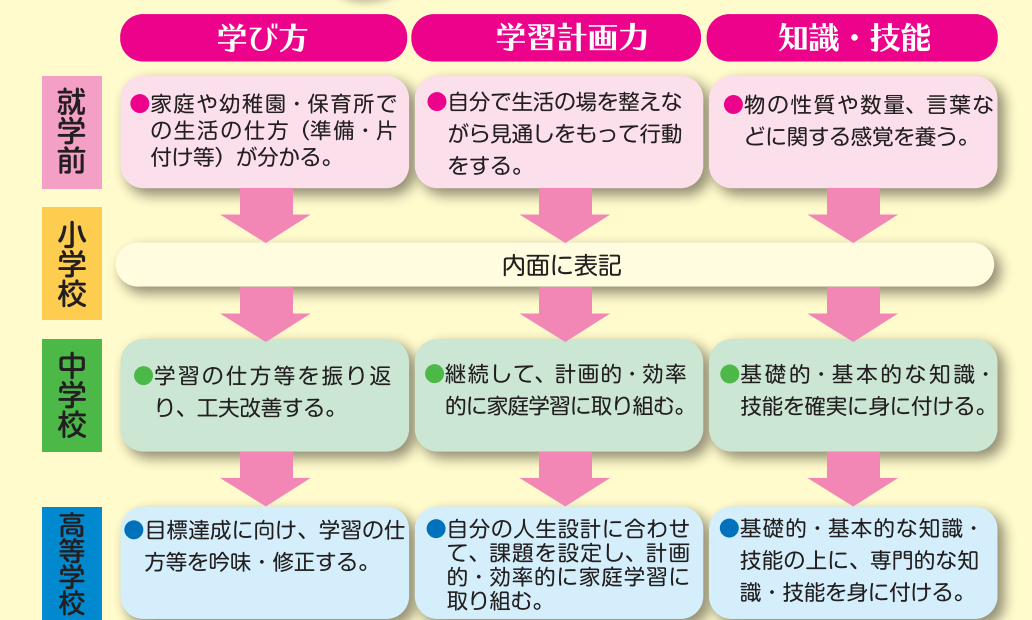 学び方
学習計画力
知識・技能
就学前
●家庭や幼稚園・保育所で
の生活の仕方（準備・片
付け等）が分かる。
●自分で生活の場を整えな
がら見通しをもって行動
をする。
●物の性質や数量、言葉な
どに関する感覚を養う。
小学校
内面に表記
中学校
●学習の仕方等を振り返
り、工夫改善する。
●継続して、計画的・効率
的に家庭学習に取り組む。
●基礎的・基本的な知識・
技能を確実に身に付ける。
高等学校
●目標達成に向け、学習の仕
方等を吟味・修正する。
●自分の人生設計に合わせ
て、課題を設定し、計画
的・効率的に家庭学習に
取り組む。
●基礎的・基本的な知識・
技能の上に、専門的な知
識・技能を身に付ける。